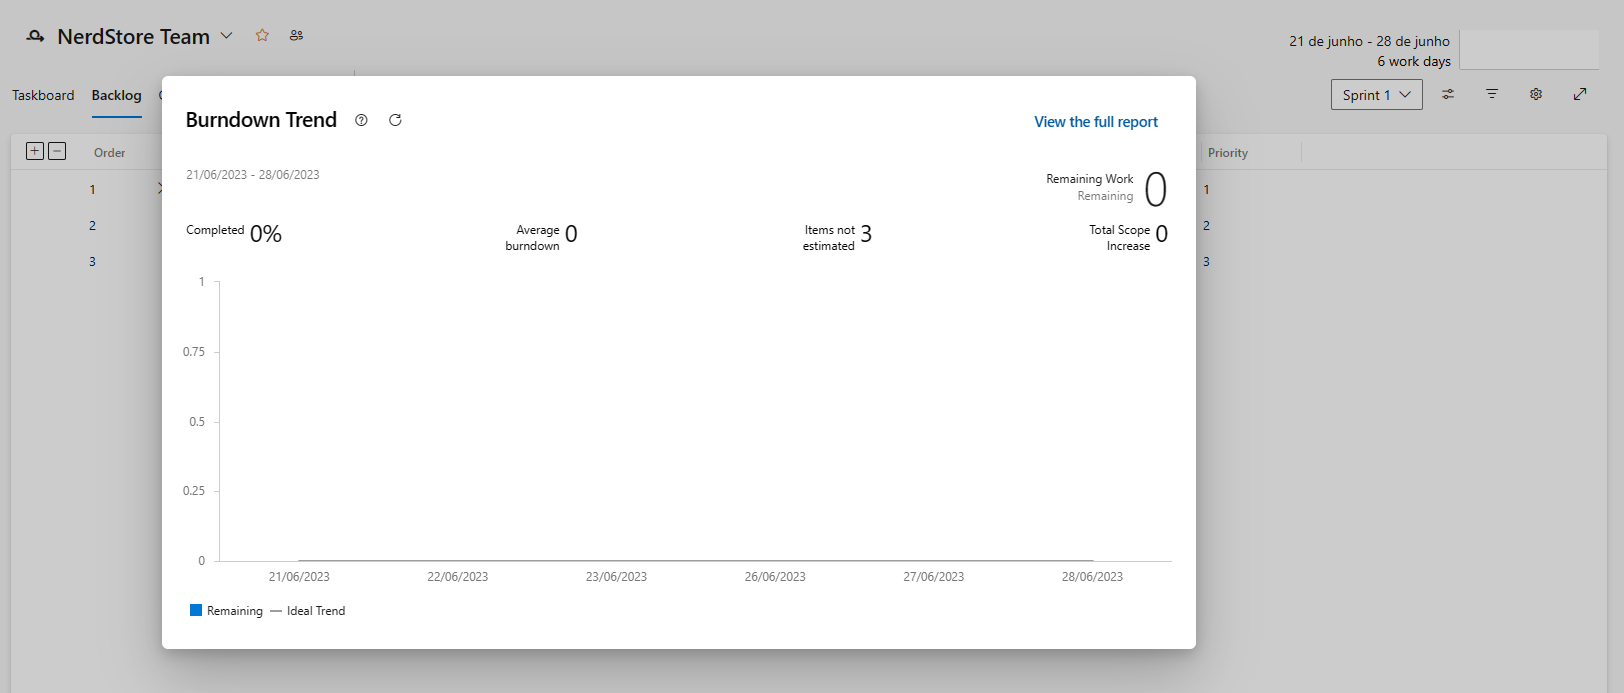 NerdStore Team
21 de junho - 28 de junho
6 work days
Taskboard
Backlog
Sprint 1
Order
Priority
1
1
2
2
3
3
Burndown Trend
View the full report
21/06/2023 - 28/06/2023
Remaining Work
Remaining
0
Completed
0%
Average
burndown
0
Items not
estimated
3
Total Scope
Increase
0
1
0.75
0.5
0.25
0
21/06/2023
22/06/2023
23/06/2023
26/06/2023
27/06/2023
28/06/2023
Remaining
Ideal Trend